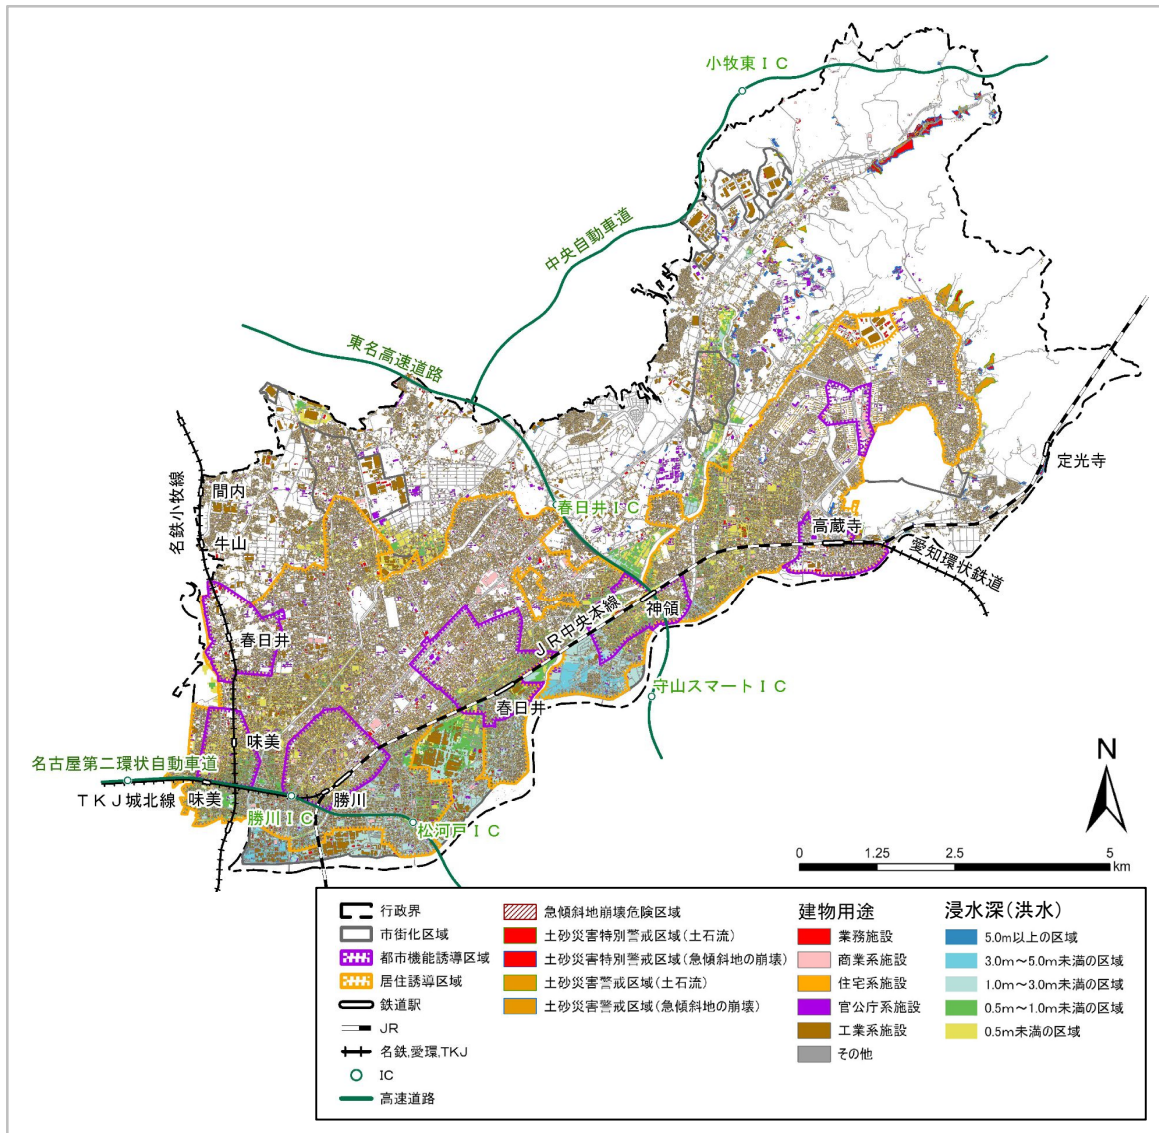 小牧東ＩＣ
中央自動車道
東名高速道路
名鉄小牧線
間内
牛山
春日井ＩＣ
高蔵寺
定光寺
愛知環状鉄道
ＪＲ中央本線
神領
春日井
守山スマートＩＣ
春日井
味美
名古屋第二環状自動車道
ＴＫＪ城北線
味美
勝川
勝川ＩＣ
松河戸ＩＣ
N
0 1.25 2.5 5
km
行政界
市街化区域
都市機能誘導区域
居住誘導区域
鉄道駅
JR
名鉄,愛環,TKJ
IC
高速道路
急傾斜地崩壊危険区域
土砂災害特別警戒区域(土石流)
土砂災害特別警戒区域(急傾斜地の崩壊)
土砂災害警戒区域(土石流)
土砂災害警戒区域(急傾斜地の崩壊)
建物用途
業務施設
商業系施設
住宅系施設
官公庁系施設
工業系施設
その他
浸水深(洪水)
5.0m以上の区域
3.0m～5.0m未満の区域
1.0m～3.0m未満の区域
0.5m～1.0m未満の区域
0.5m未満の区域